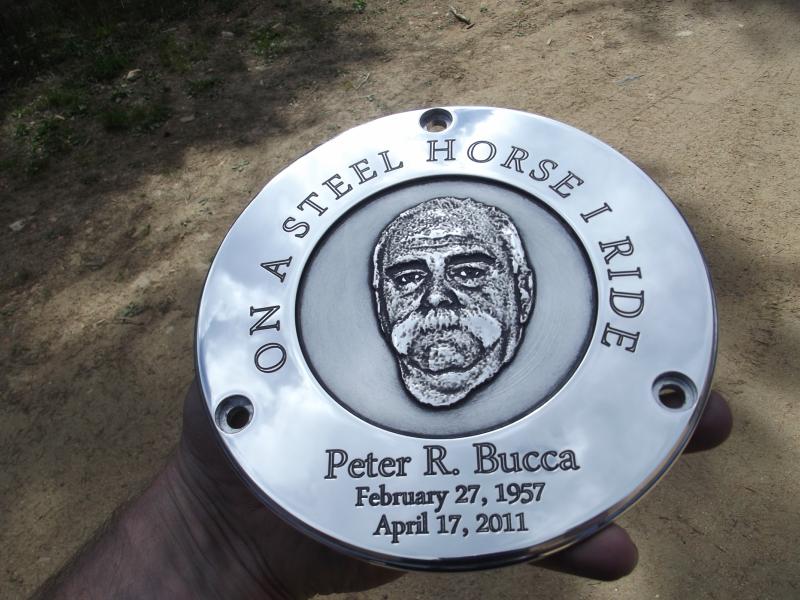 ON A STEEL HORSE I RIDE
Peter R. Bucca
February 27, 1957
April 17, 2011